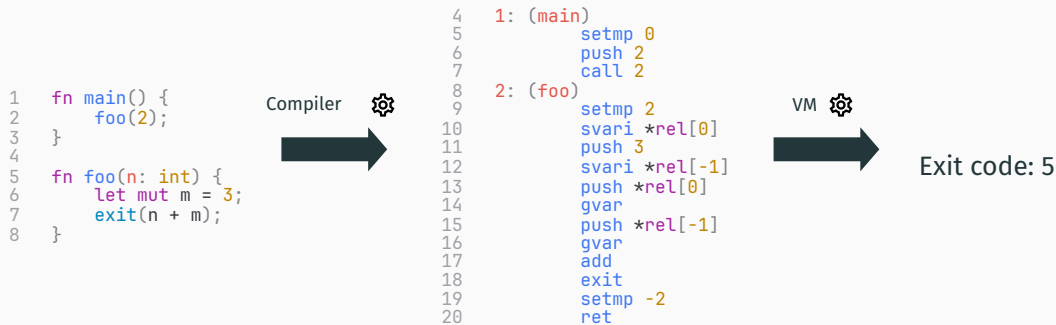 1 fn main() {
2 foo(2);
3 }
4
5 fn foo(n: int) {
6 let mut m = 3;
7 exit(n + m);
8 }
Compiler
4 1: (main)
5 setmp 0
6 push 2
7 call 2
8 2: (foo)
9 setmp 2
10 svari *rel[0]
11 push 3
12 svari *rel[-1]
13 push *rel[0]
14 gvar
15 push *rel[-1]
16 gvar
17 add
18 exit
19 setmp -2
20 ret
VM
Exit code: 5